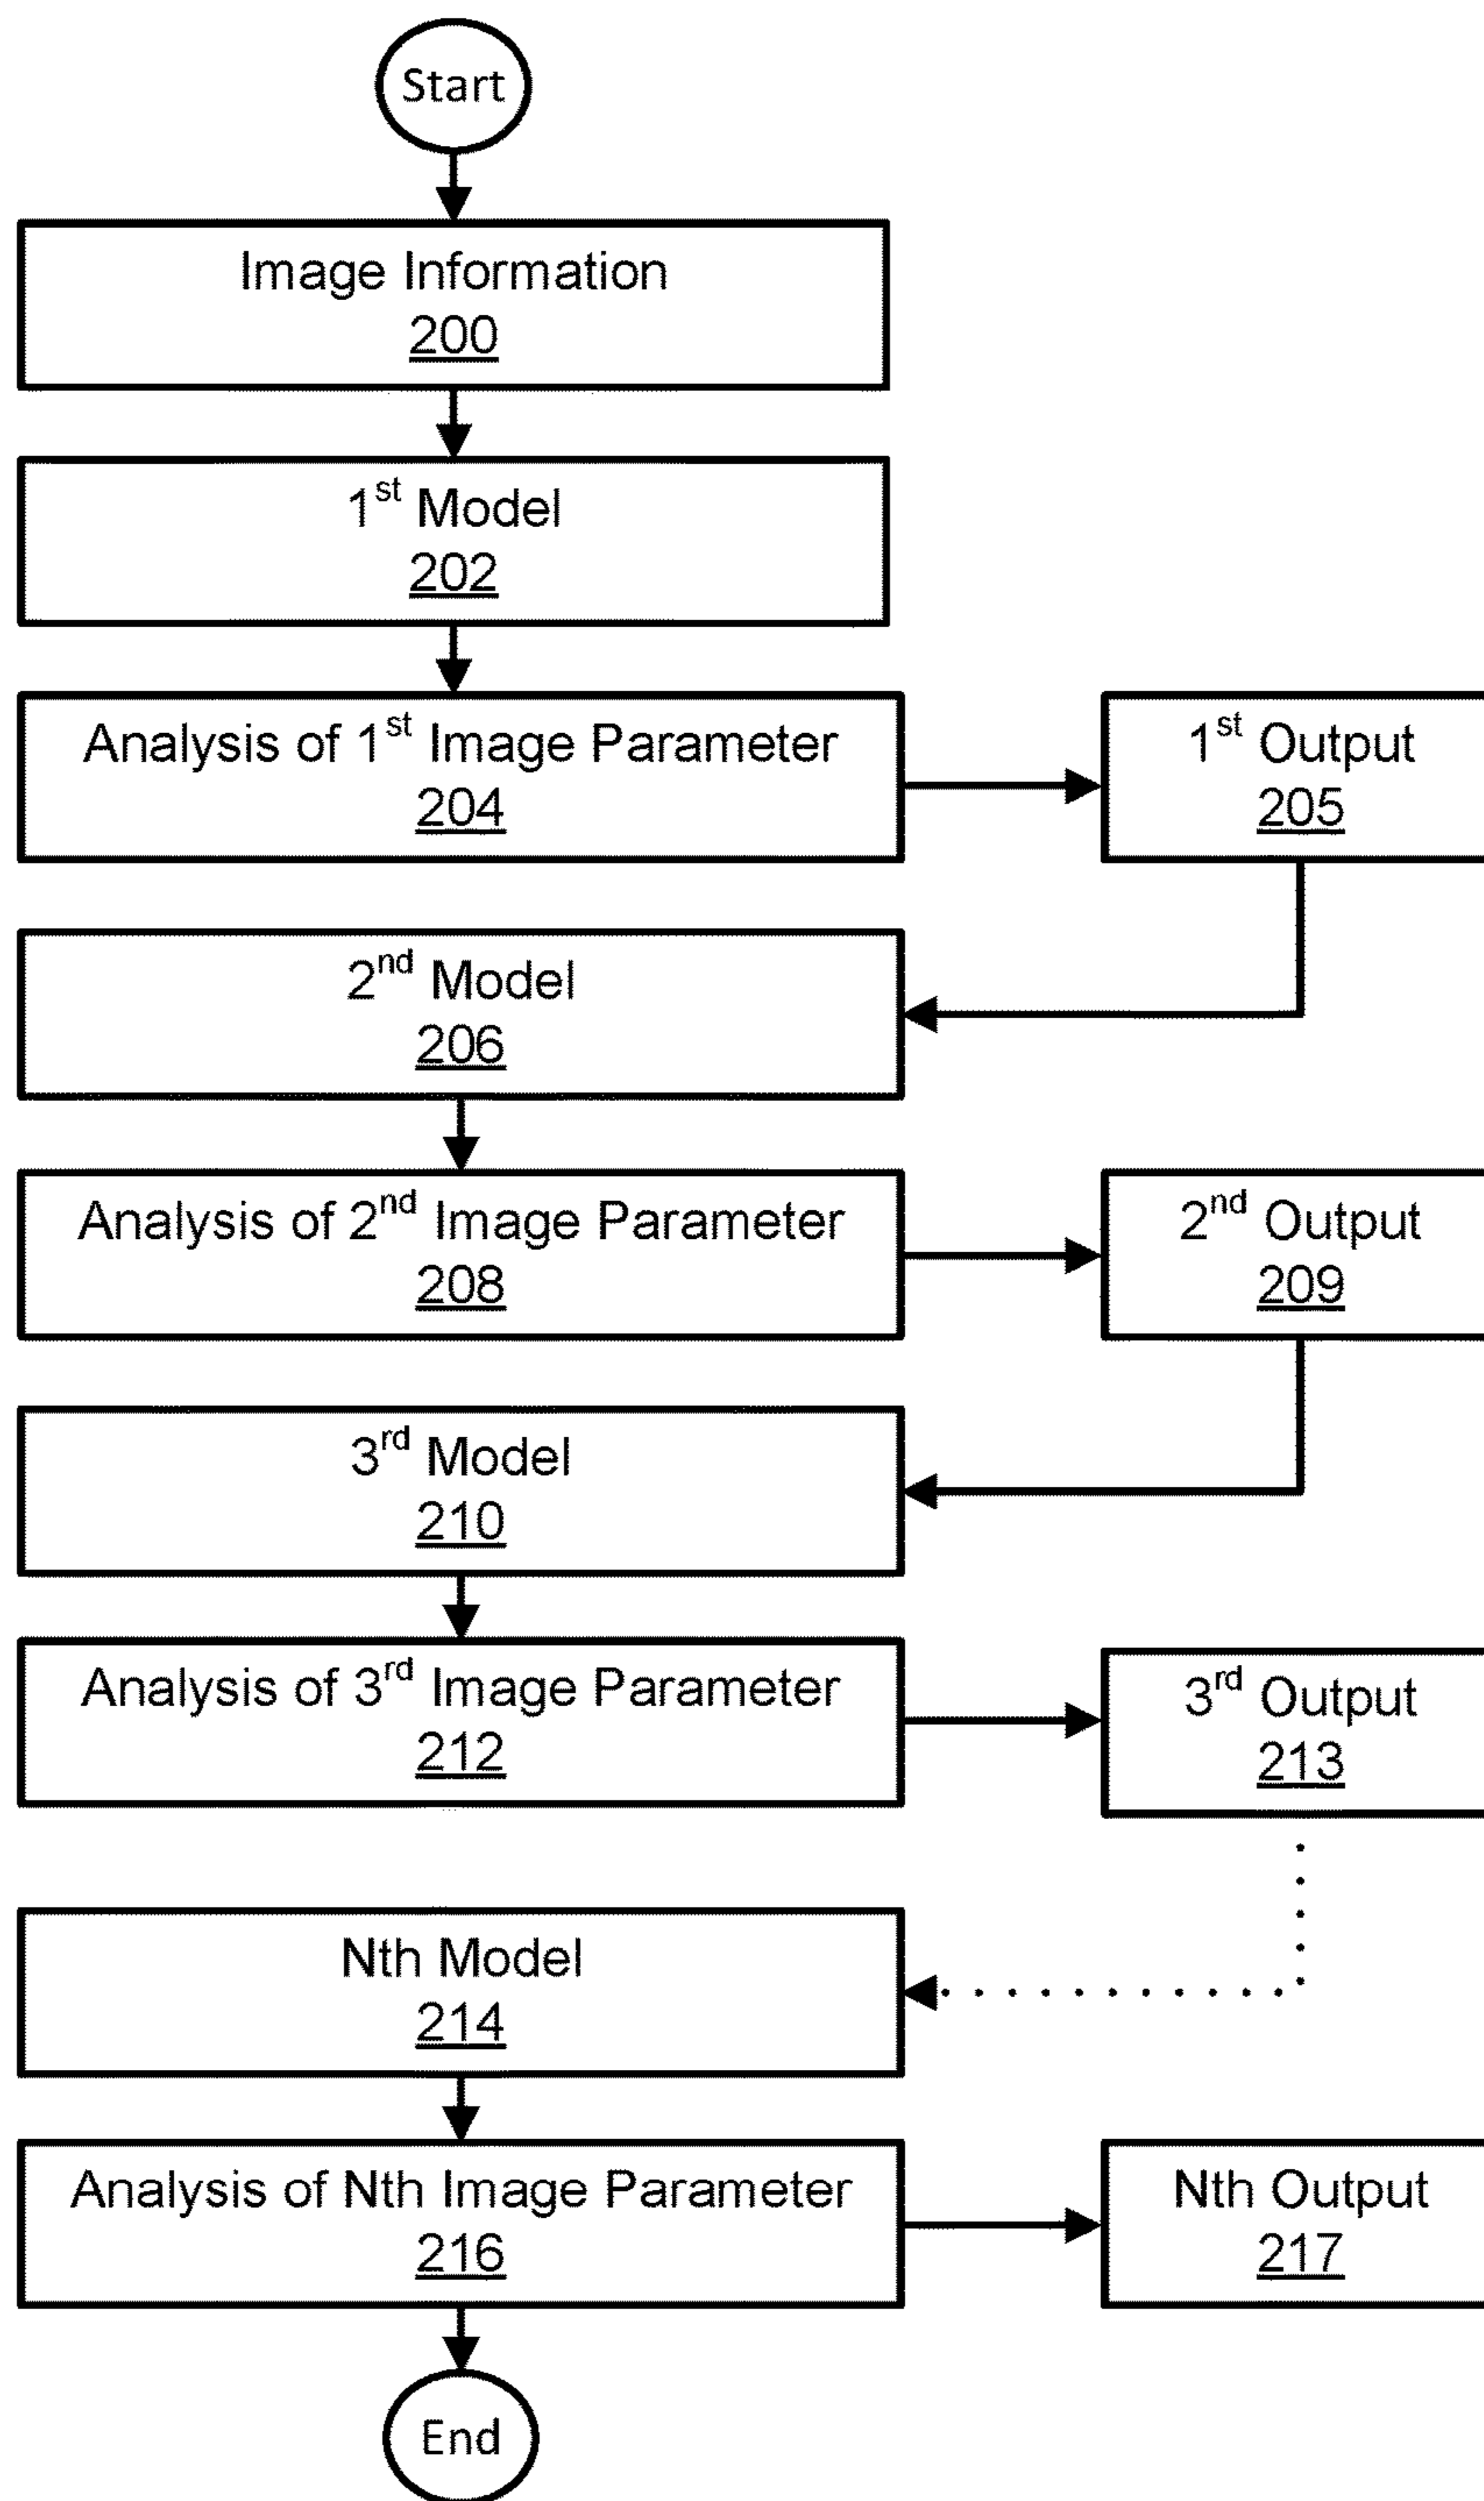 Start
Image Information
200
1st Model
202
Analysis of 1st Image Parameter
204
1st Output
205
2nd Model
206
Analysis of 2nd Image Parameter
208
2nd Output
209
3rd Model
210
Analysis of 3rd Image Parameter
212
3rd Output
213
Nth Model
214
Analysis of Nth Image Parameter
216
Nth Output
217
End